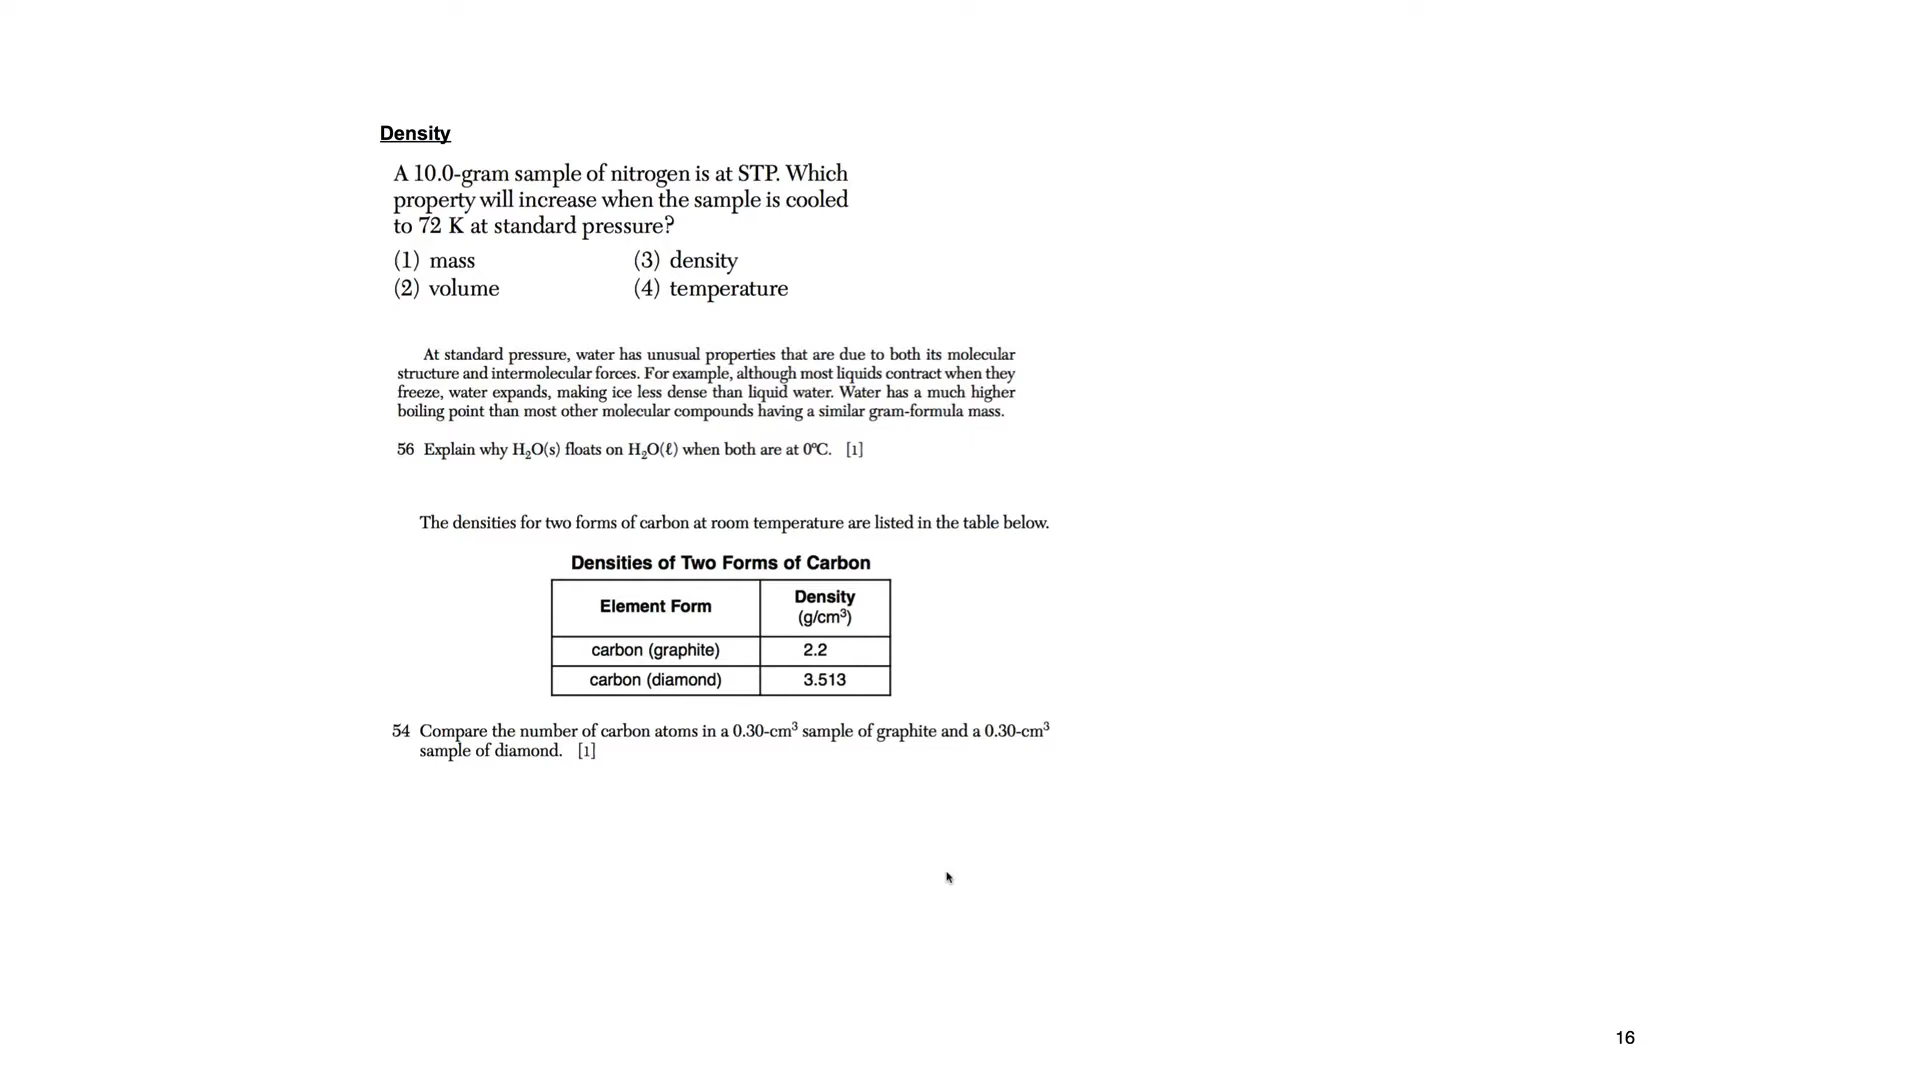 Density
A 10.0-gram sample of nitrogen is at STP. Which
property will increase when the sample is cooled
to 72 K at standard pressure?
(1) mass (3) density
(2) volume (4) temperature
At standard pressure, water has unusual properties that are due to both its molecular
structure and intermolecular forces. For example, although most liquids contract when they
freeze, water expands, making ice less dense than liquid water. Water has a much higher
boiling point than most other molecular compounds having a similar gram-formula mass.
56 Explain why H₂O(s) floats on H₂O(ℓ) when both are at 0°C. [1]
The densities for two forms of carbon at room temperature are listed in the table below.
Densities of Two Forms of Carbon
Element Form Density
(g/cm³)
carbon (graphite) 2.2
carbon (diamond) 3.513
54 Compare the number of carbon atoms in a 0.30-cm³ sample of graphite and a 0.30-cm³
sample of diamond. [1]
16